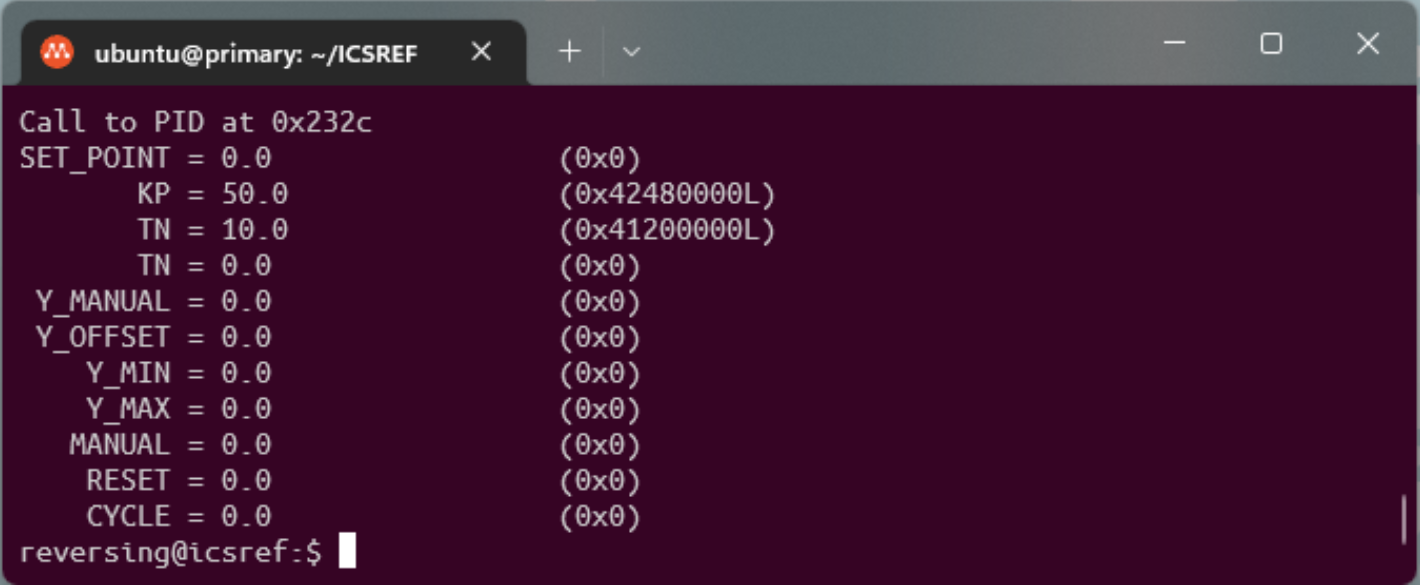 ubuntu@primary: ~/ICSREF
Call to PID at 0x232c
SET_POINT = 0.0 (0x0)
KP = 50.0 (0x42480000L)
TN = 10.0 (0x41200000L)
TN = 0.0 (0x0)
Y_MANUAL = 0.0 (0x0)
Y_OFFSET = 0.0 (0x0)
Y_MIN = 0.0 (0x0)
Y_MAX = 0.0 (0x0)
MANUAL = 0.0 (0x0)
RESET = 0.0 (0x0)
CYCLE = 0.0 (0x0)
reversing@icsref:$